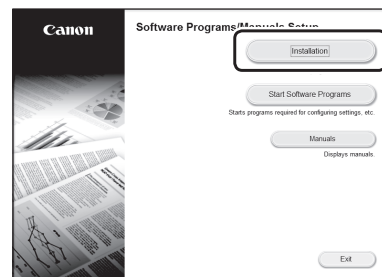 Canon
Software Programs/Manuals Setup
Installation
Start Software Programs
Starts programs required for configuring settings, etc.
Manuals
Displays manuals.
Exit